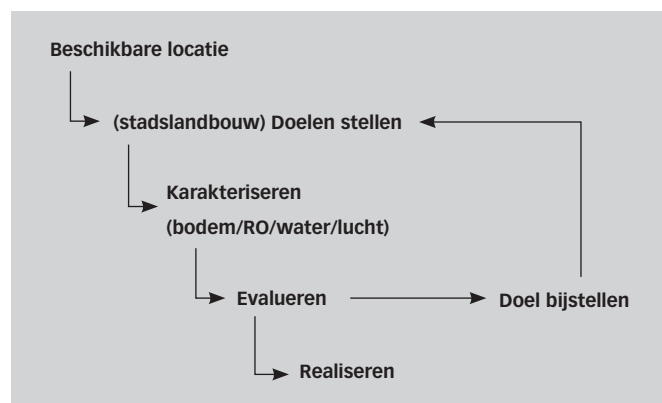 Beschikbare locatie
(stadslandbouw) Doelen stellen
Karakteriseren
(bodem/RO/water/lucht)
Evalueren
Doel bijstellen
Realiseren